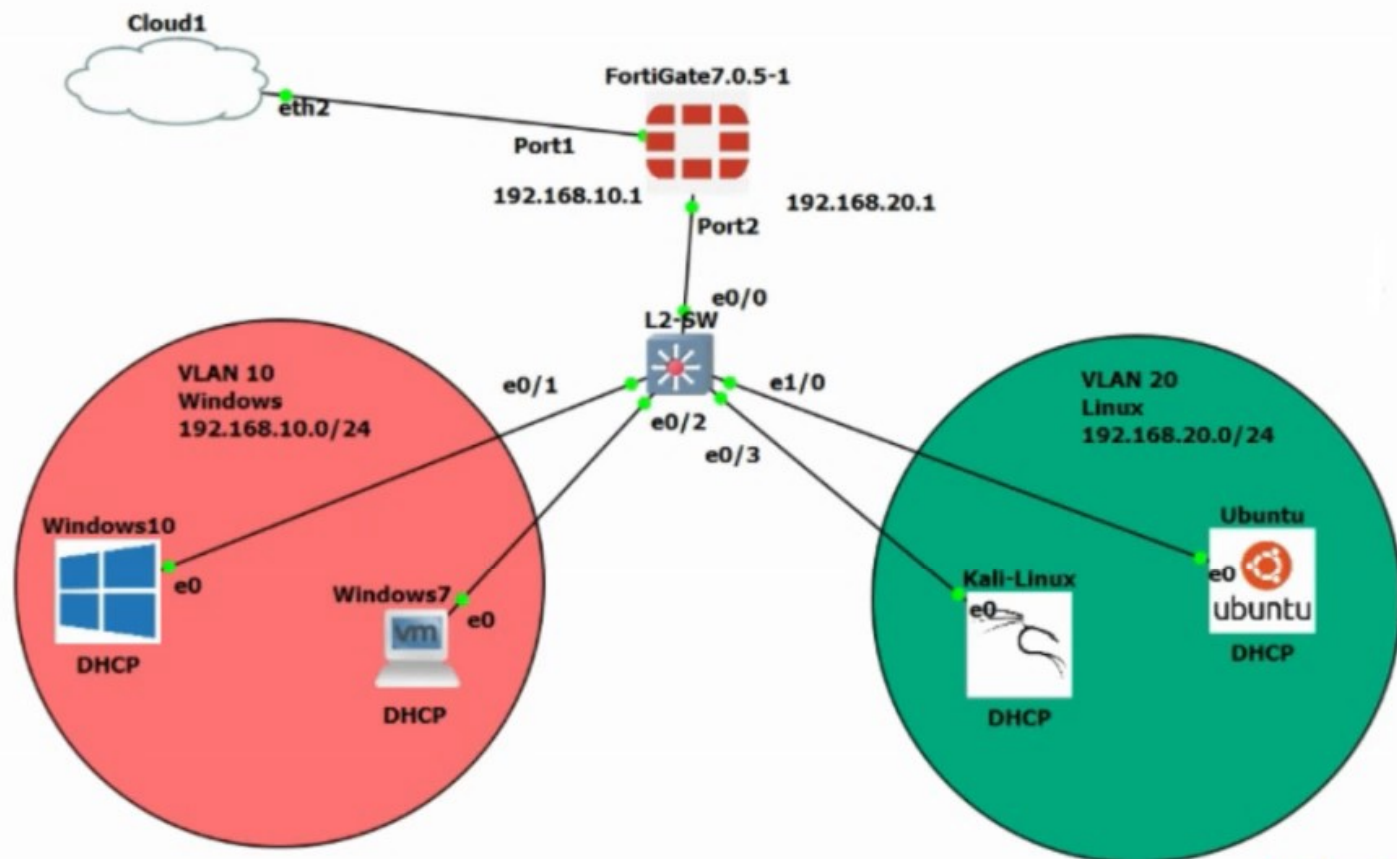 Cloud1
eth2
FortiGate7.0.5-1
Port1
192.168.10.1
192.168.20.1
Port2
e0/0
L2-SW
e0/1
e1/0
e0/2
e0/3
VLAN 10
Windows
192.168.10.0/24
Windows10
e0
DHCP
Windows7
e0
vm
DHCP
VLAN 20
Linux
192.168.20.0/24
Kali-Linux
e0
DHCP
Ubuntu
e0
ubuntu
DHCP